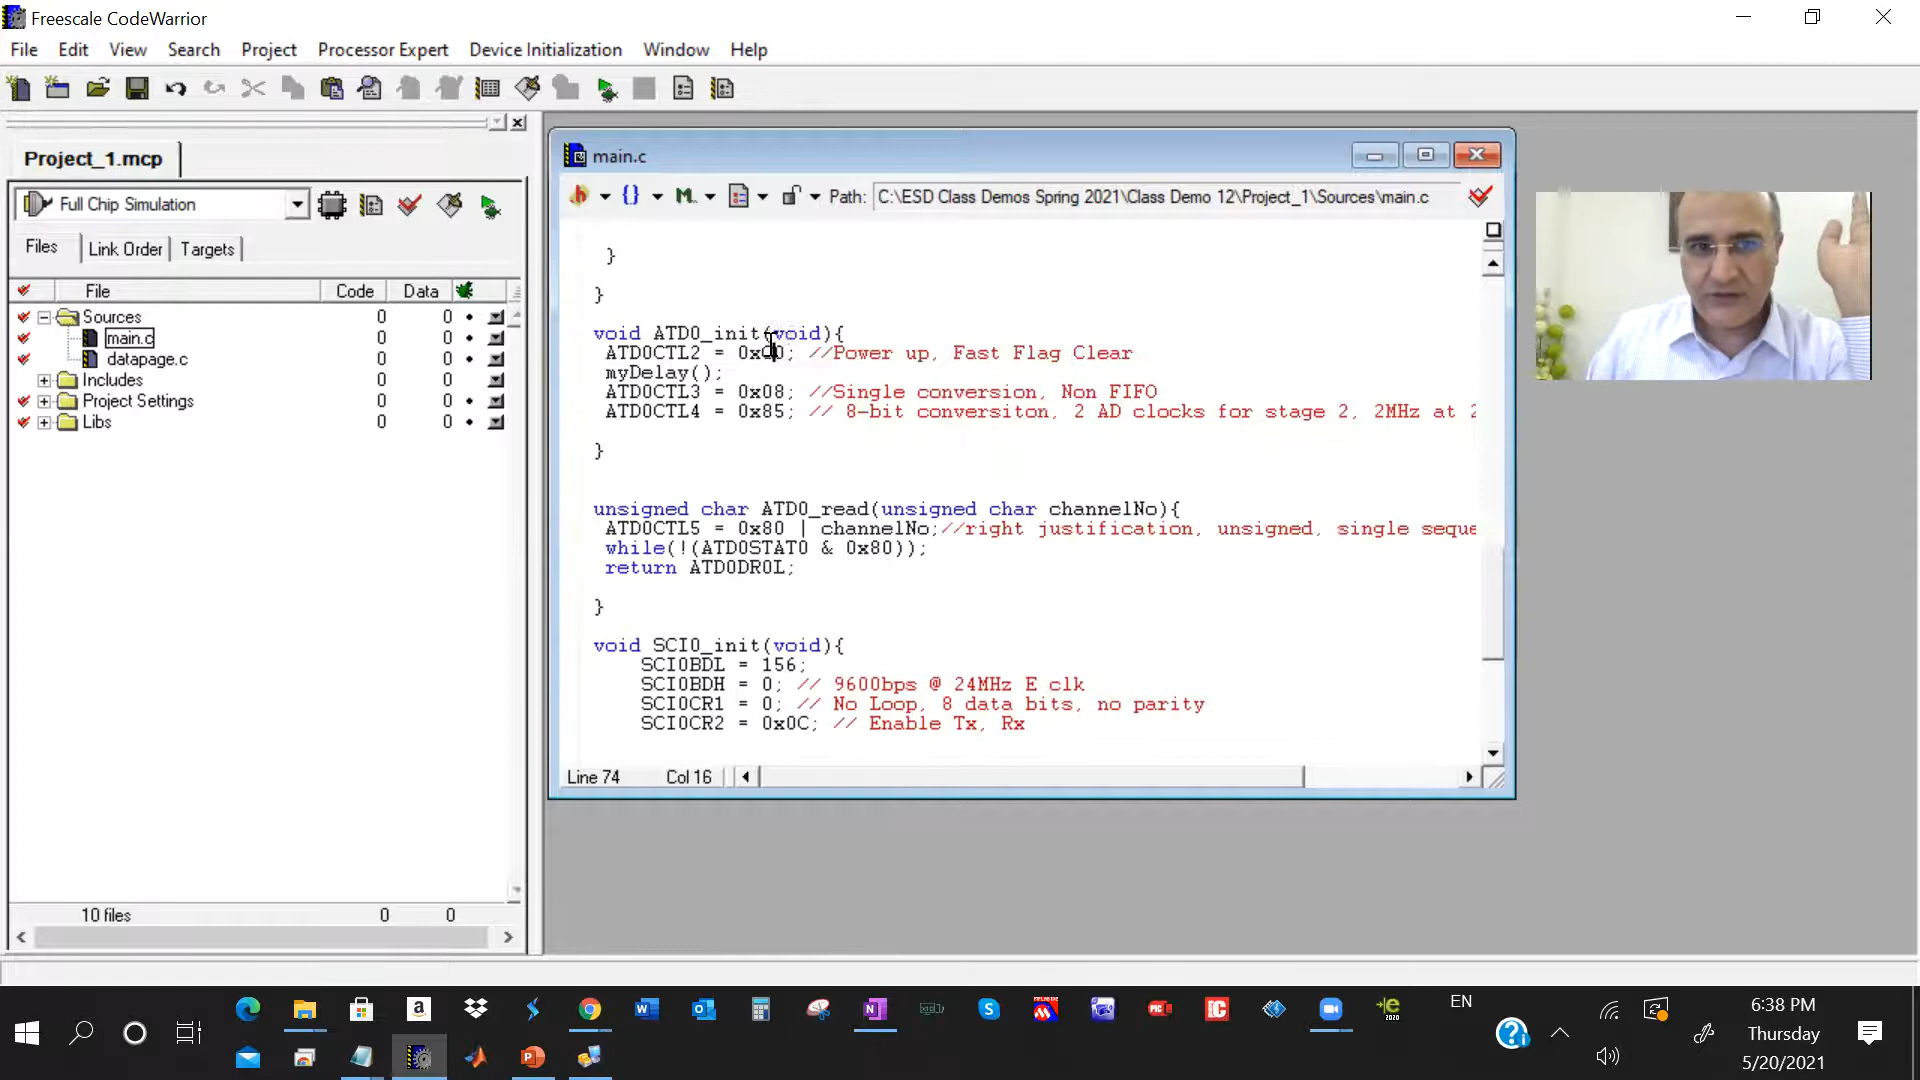 Freescale CodeWarrior
File Edit View Search Project Processor Expert Device Initialization Window Help
Project_1.mcp
Full Chip Simulation
Files Link Order Targets
File Code Data
Sources 0 0
main.c 0 0
datapage.c 0 0
Includes 0 0
Project Settings 0 0
Libs 0 0
10 files 0 0
main.c
Path: C:\ESD Class Demos Spring 2021\Class Demo 12\Project_1\Sources\main.c
}
}
void ATD0_init(void){
ATD0CTL2 = //Power up, Fast Flag Clear
myDelay();
ATD0CTL3 = 0x08; //Single conversion, Non FIFO
ATD0CTL4 = 0x85; // 8-bit conversiton, 2 AD clocks for stage 2, 2MHz at 2
}
unsigned char ATD0_read(unsigned char channelNo){
ATD0CTL5 = 0x80 | channelNo;//right justification, unsigned, single seque
while(!(ATD0STAT0 & 0x80));
return ATD0DR0L;
}
void SCI0_init(void){
SCI0BDL = 156;
SCI0BDH = 0; // 9600bps @ 24MHz E clk
SCI0CR1 = 0; // No Loop, 8 data bits, no parity
SCI0CR2 = 0x0C; // Enable Tx, Rx
Line 74 Col 16
EN
6:38 PM
Thursday
5/20/2021